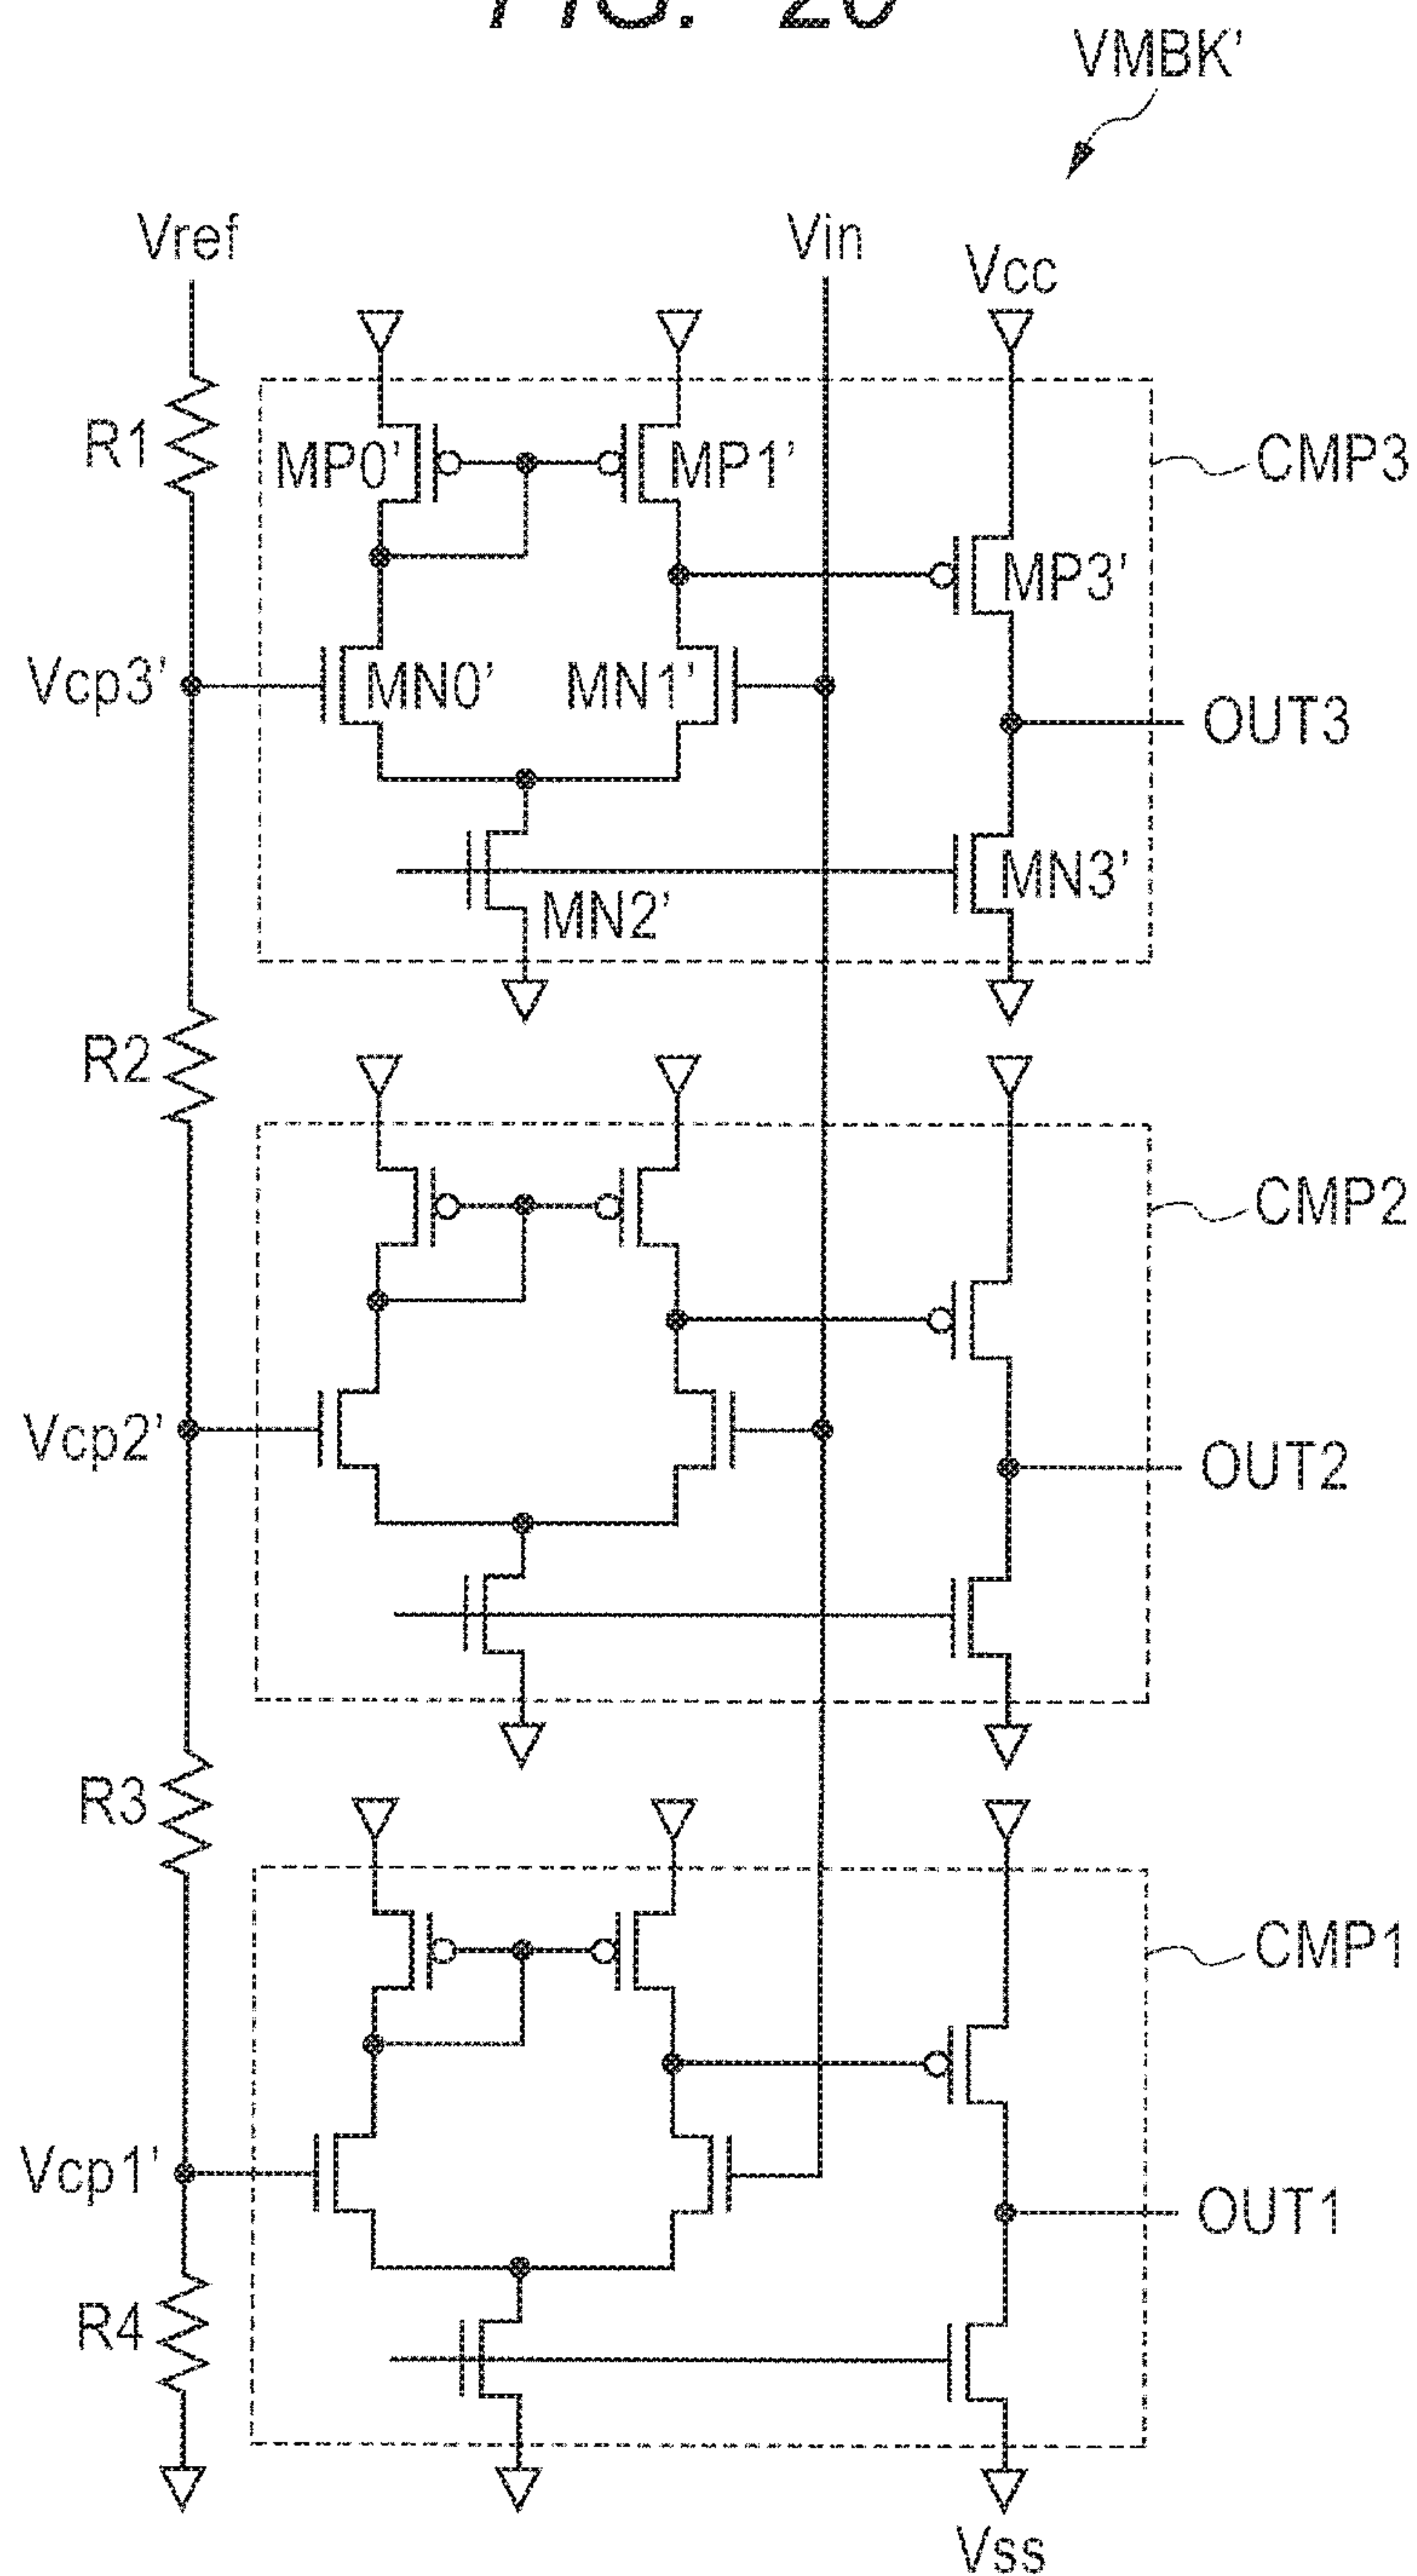 VMBK'
Vref
Vin
Vcc
R1
MP0'
MP1'
CMP3
MP3'
Vcp3'
MN0'
MN1'
OUT3
MN3'
MN2'
R2
CMP2
Vcp2'
OUT2
R3
CMP1
Vcp1'
OUT1
R4
Vss